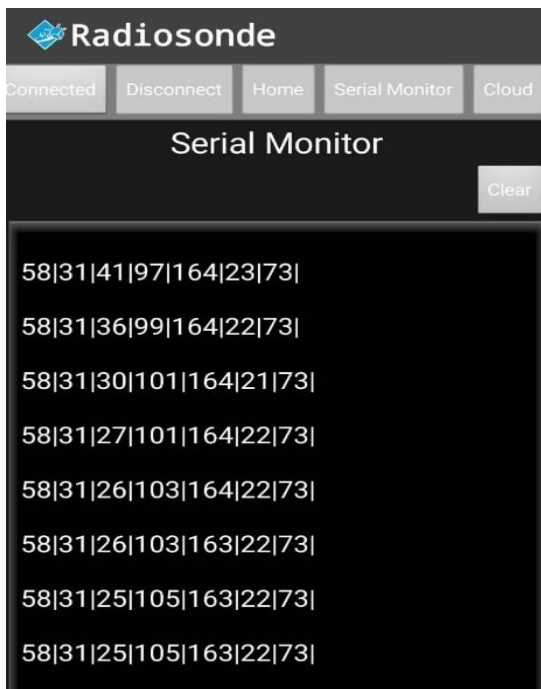 Radiosonde
Connected Disconnect Home Serial Monitor Cloud
Serial Monitor
Clear
58|31|41|97|164|23|73|
58|31|36|99|164|22|73|
58|31|30|101|164|21|73|
58|31|27|101|164|22|73|
58|31|26|103|164|22|73|
58|31|26|103|163|22|73|
58|31|25|105|163|22|73|
58|31|25|105|163|22|73|